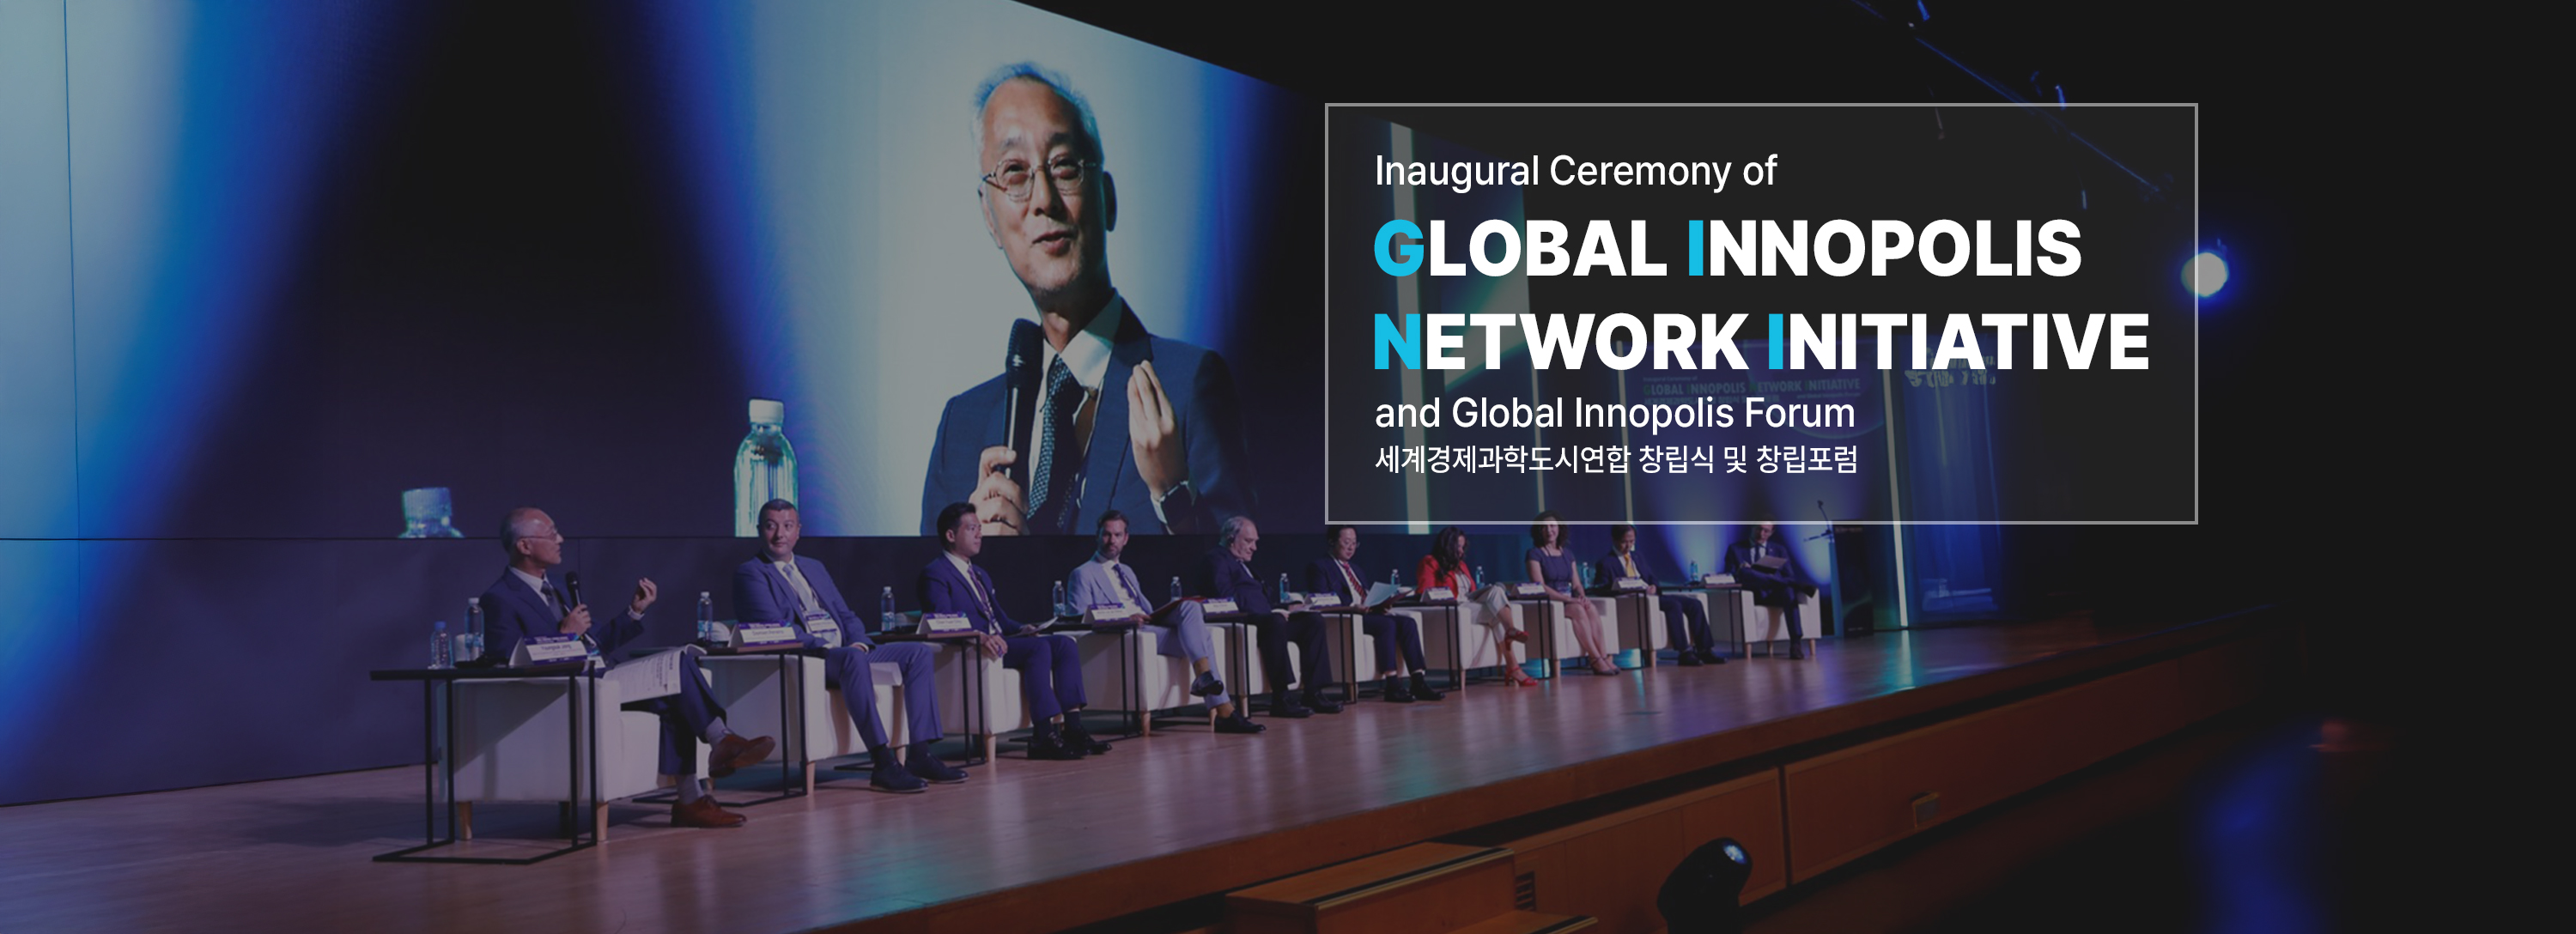 Inaugural Ceremony of
GLOBAL INNOPOLIS
NETWORK INITIATIVE
and Global Innopolis Forum
세계경제과학도시연합 창립식 및 창립포럼